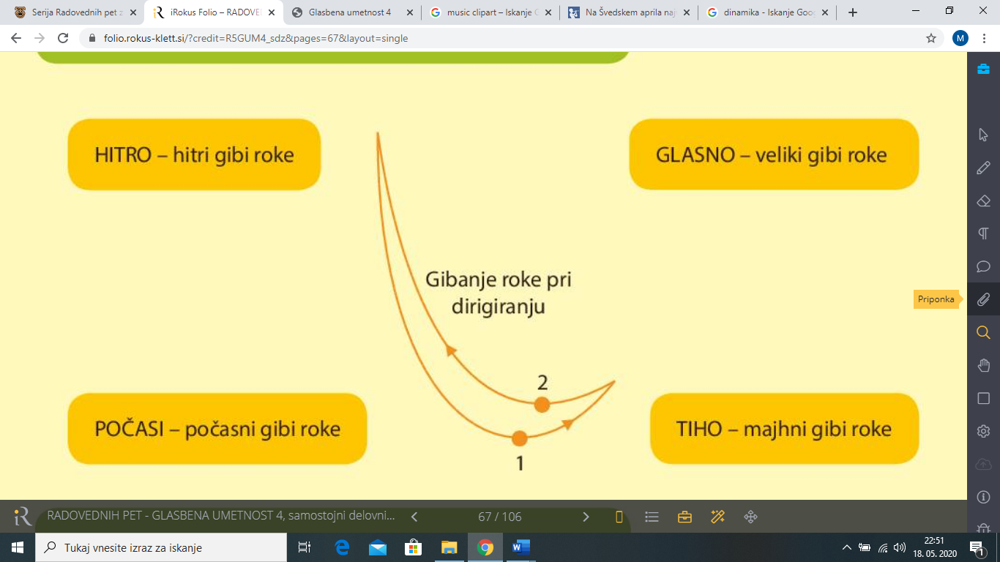 Serija Radovednih pet z
iRokus Folio – RADOVE
Glasbena umetnost 4
music clipart – Iskanje G
Na Švedskem aprila naj
dinamika - Iskanje Goo
folio.rokus-klett.si/?credit=R5GUM4_sdz&pages=67&layout=single
M
HITRO – hitri gibi roke
GLASNO – veliki gibi roke
Gibanje roke pri
dirigiranju
Priponka
2
POČASI – počasni gibi roke
TIHO – majhni gibi roke
1
RADOVEDNIH PET - GLASBENA UMETNOST 4, samostojni delovni...
67 / 106
Tukaj vnesite izraz za iskanje
22:51
18. 05. 2020
1